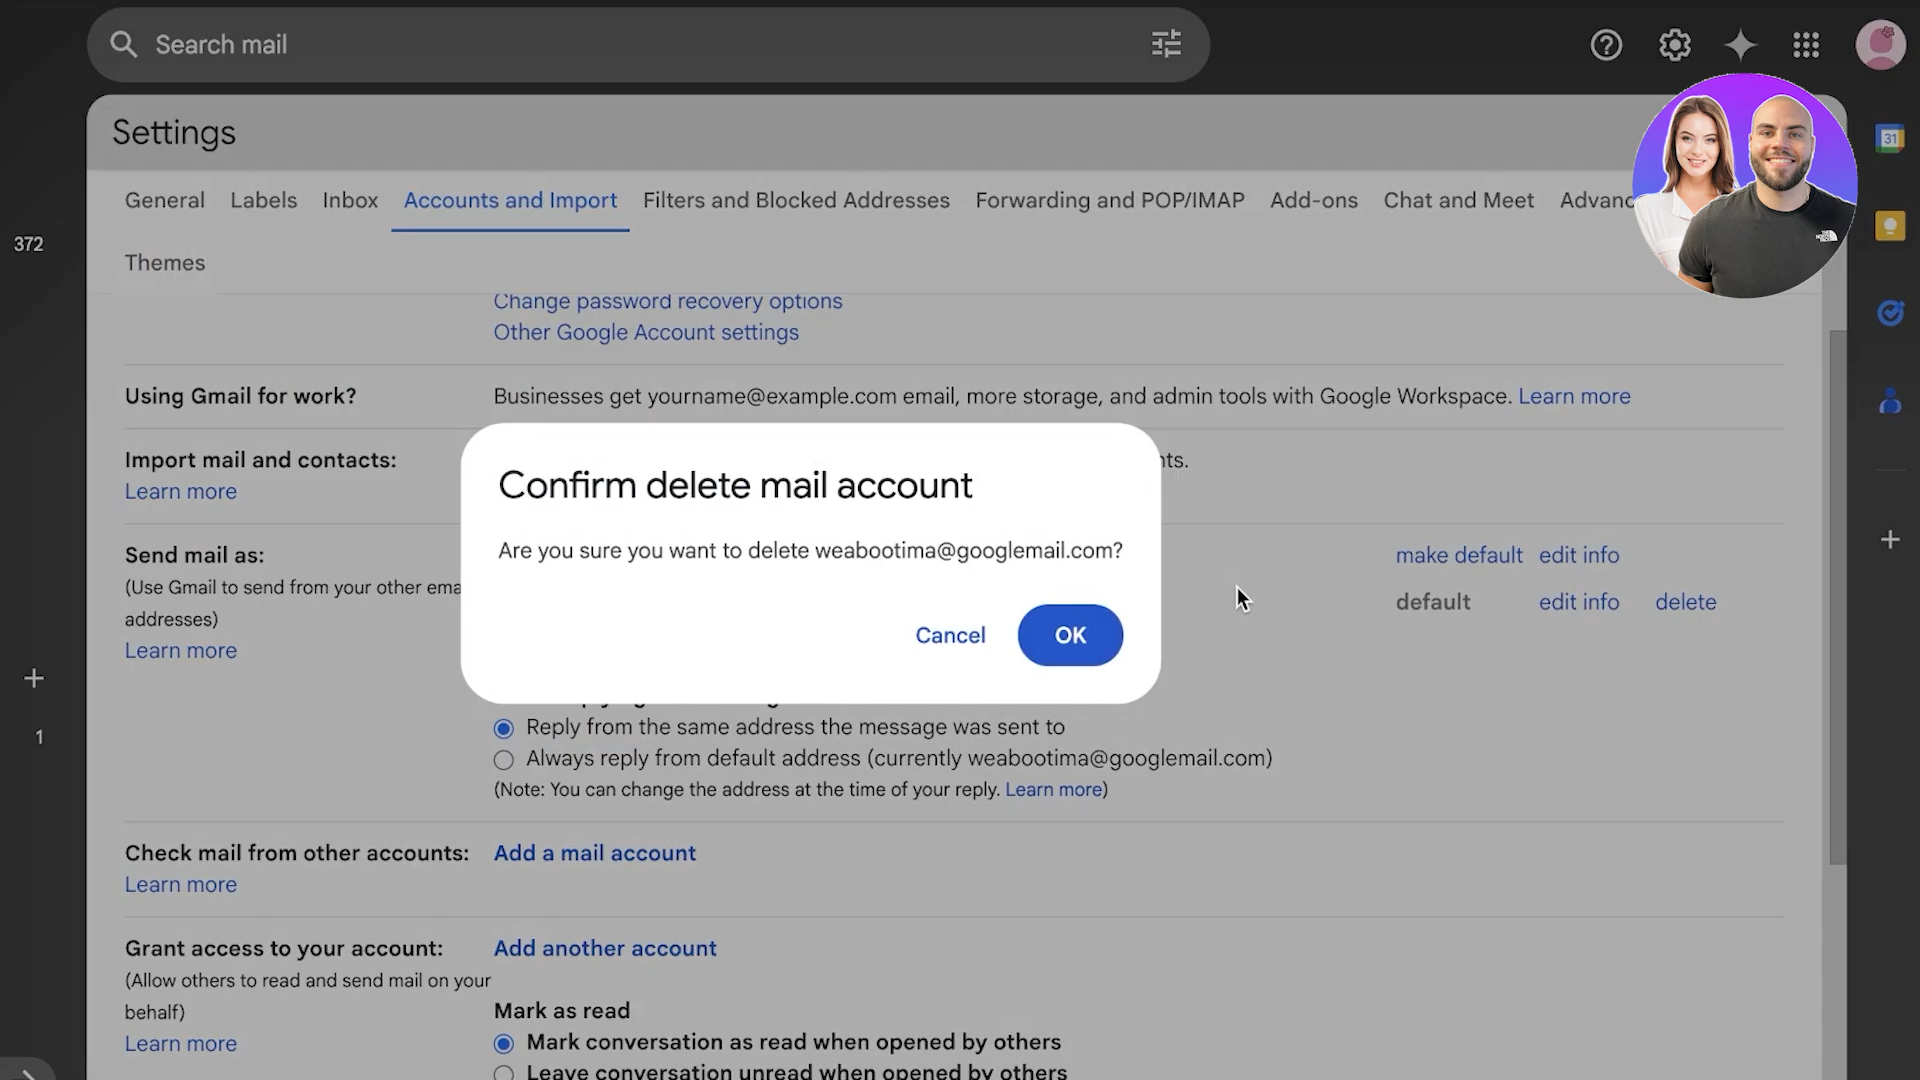 Search mail
Settings
General Labels Inbox Accounts and Import Filters and Blocked Addresses Forwarding and POP/IMAP Add-ons Chat and Meet Advanc
Themes
372
31
Change password recovery options
Other Google Account settings
Using Gmail for work? Businesses get yourname@example.com email, more storage, and admin tools with Google Workspace. Learn more
Import mail and contacts: nts.
Learn more
Confirm delete mail account
Are you sure you want to delete weabootima@googlemail.com?
Cancel OK
Send mail as: make default edit info
(Use Gmail to send from your other ema
addresses) default edit info delete
Learn more
1
Reply from the same address the message was sent to
Always reply from default address (currently weabootima@googlemail.com)
(Note: You can change the address at the time of your reply. Learn more)
Check mail from other accounts: Add a mail account
Learn more
Grant access to your account: Add another account
(Allow others to read and send mail on your
behalf)
Learn more
Mark as read
Mark conversation as read when opened by others
Leave conversation unread when opened by others